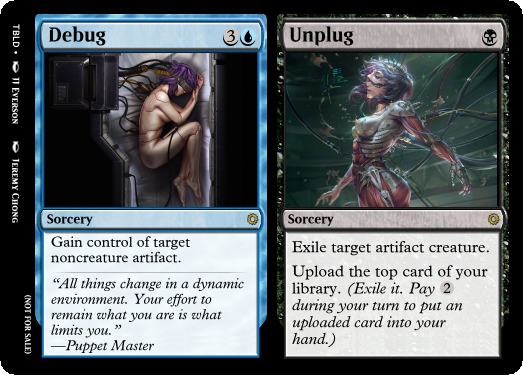 Debug 3
Sorcery
Gain control of target
noncreature artifact.
“All things change in a dynamic
environment. Your effort to
remain what you are is what
limits you.”
—Puppet Master
Unplug
Sorcery
Exile target artifact creature.
Upload the top card of your
library. (Exile it. Pay 2
during your turn to put an
uploaded card into your
hand.)
TBLD • JJ Everson Jeremy Chong
(NOT FOR SALE)